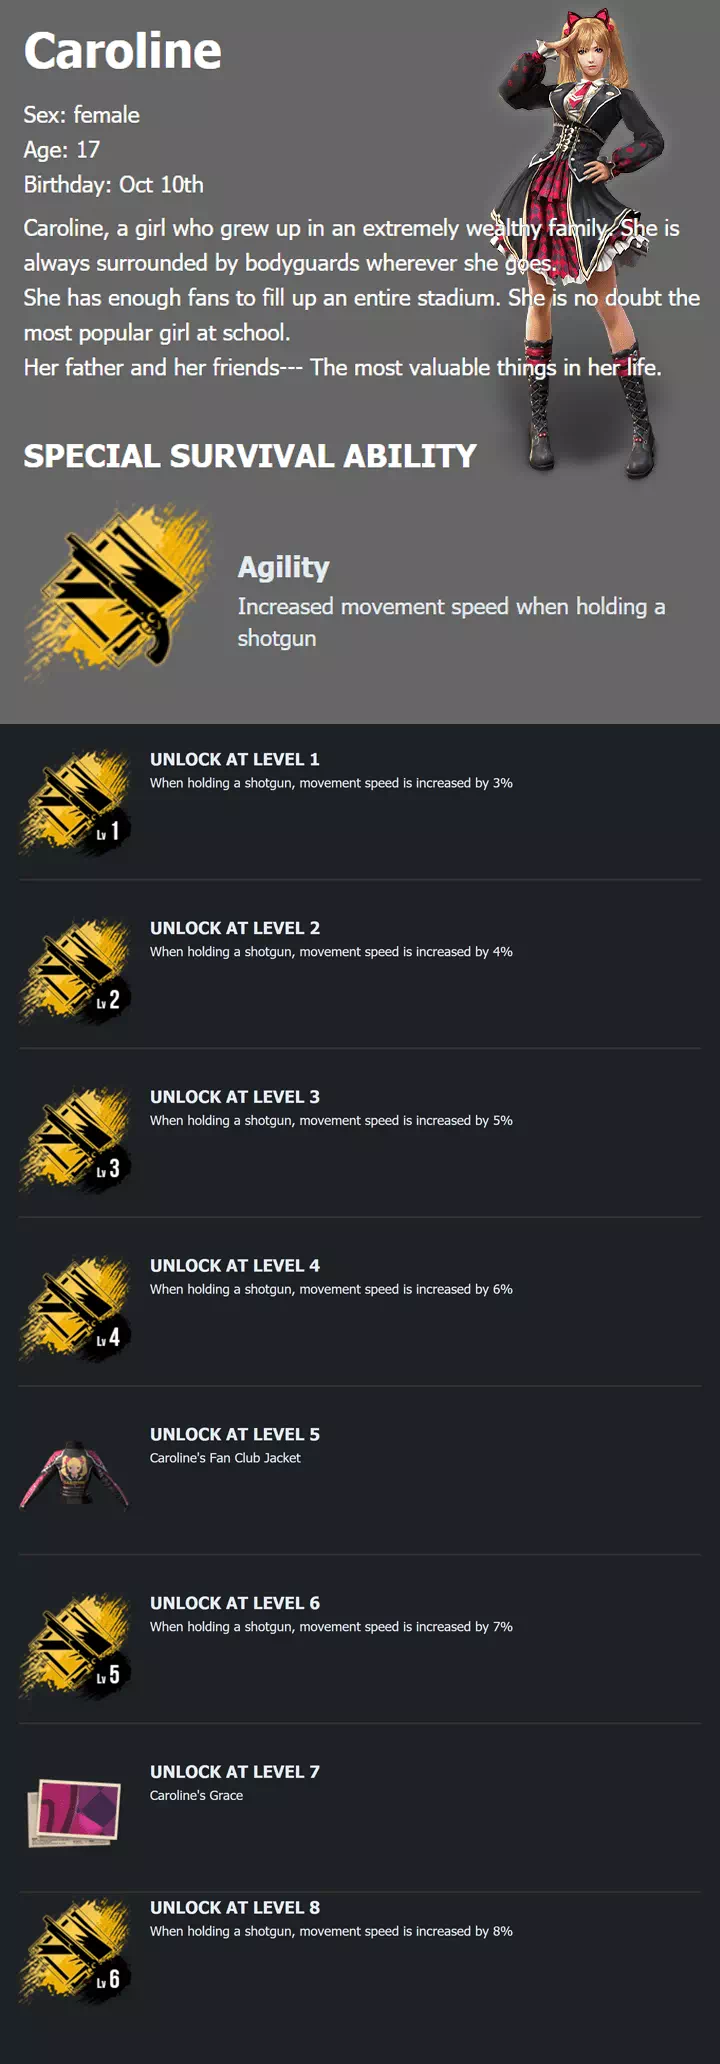 Caroline
Sex: female
Age: 17
Birthday: Oct 10th
Caroline, a girl who grew up in an extremely wealthy family. She is
always surrounded by bodyguards wherever she goes.
She has enough fans to fill up an entire stadium. She is no doubt the
most popular girl at school.
Her father and her friends--- The most valuable things in her life.
SPECIAL SURVIVAL ABILITY
Agility
Increased movement speed when holding a
shotgun
UNLOCK AT LEVEL 1
When holding a shotgun, movement speed is increased by 3%
Lv 1
UNLOCK AT LEVEL 2
When holding a shotgun, movement speed is increased by 4%
Lv 2
UNLOCK AT LEVEL 3
When holding a shotgun, movement speed is increased by 5%
Lv 3
UNLOCK AT LEVEL 4
When holding a shotgun, movement speed is increased by 6%
Lv 4
UNLOCK AT LEVEL 5
Caroline's Fan Club Jacket
UNLOCK AT LEVEL 6
When holding a shotgun, movement speed is increased by 7%
Lv 5
UNLOCK AT LEVEL 7
Caroline's Grace
UNLOCK AT LEVEL 8
When holding a shotgun, movement speed is increased by 8%
Lv 6